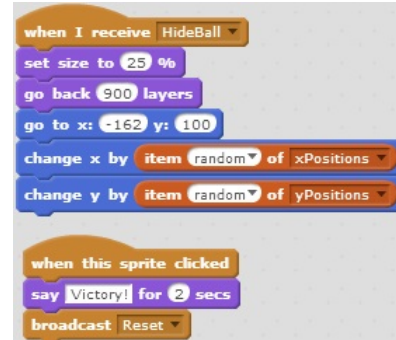 when I receive HideBall
set size to 25 %
go back 900 layers
go to x: -162 y: 100
change x by item random of xPositions
change y by item random of yPositions
when this sprite clicked
say Victory! for 2 secs
broadcast Reset